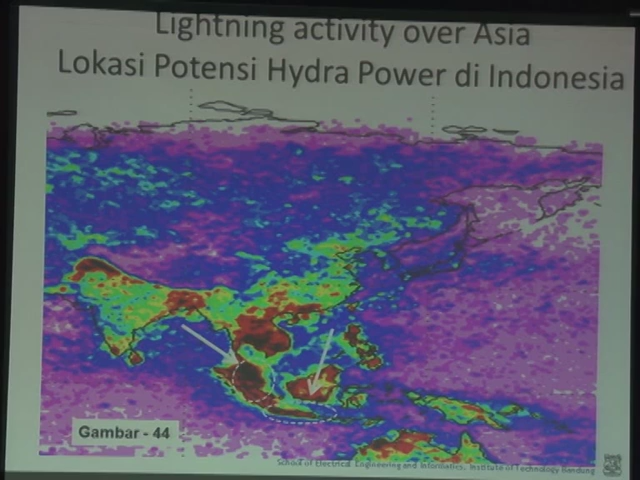 Lightning activity over Asia
Lokasi Potensi Hydra Power di Indonesia
Gambar - 44
School of Electrical Engineering and Informatics, Institute of Technology Bandung